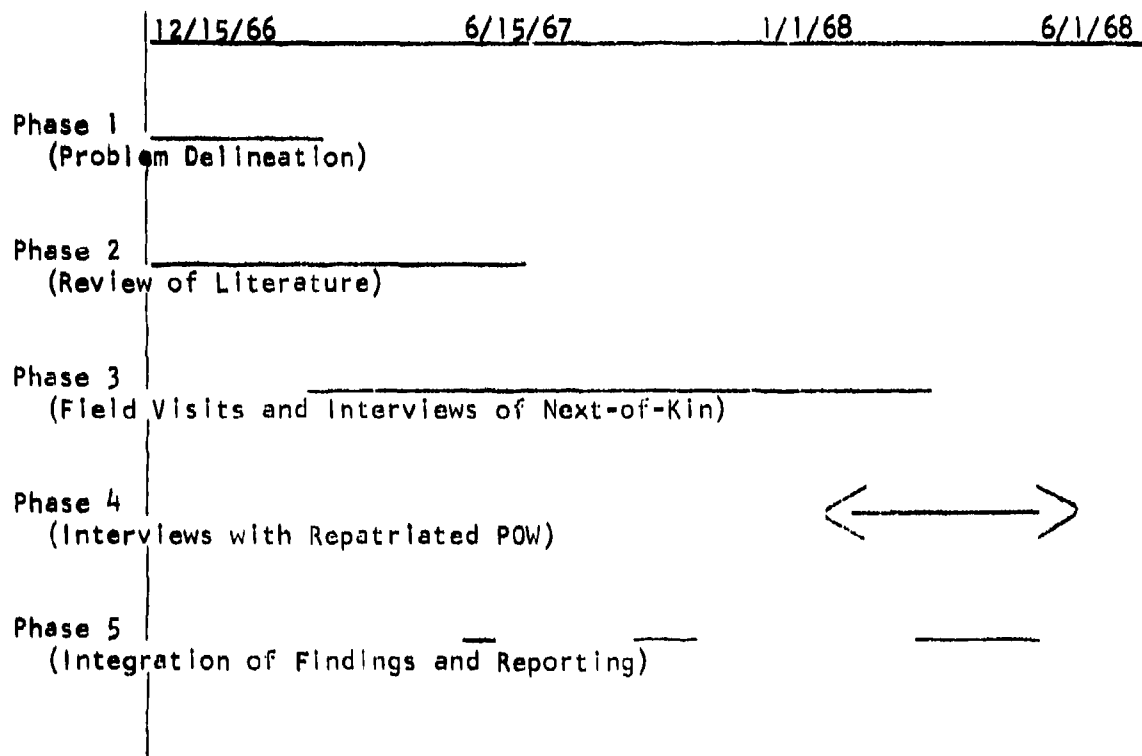 12/15/66 6/15/67 1/1/68 6/1/68
Phase 1
(Problem Delineation)
Phase 2
(Review of Literature)
Phase 3
(Field Visits and Interviews of Next-of-Kin)
Phase 4
(Interviews with Repatriated POW)
Phase 5
(Integration of Findings and Reporting)